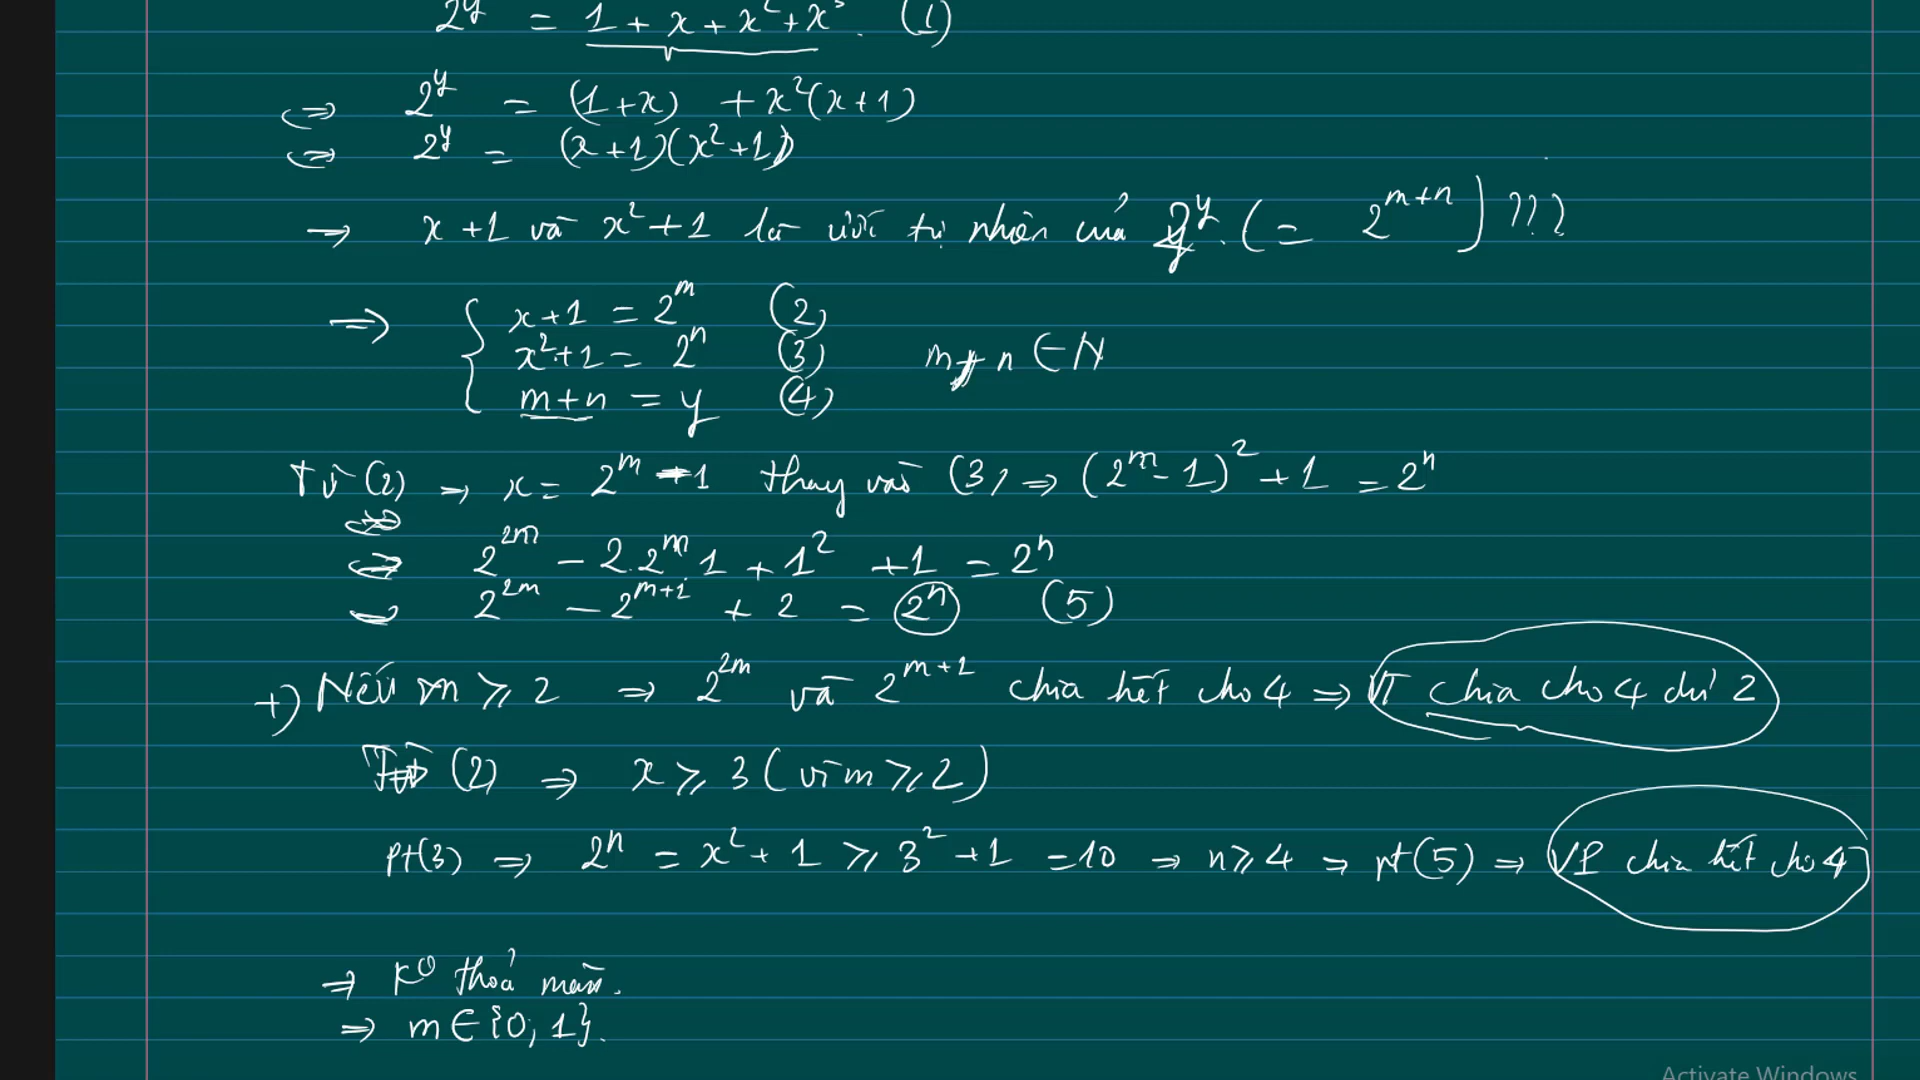 2^y = 1 + x + x^2 + x^3. (1)
⇔ 2^y = (1+x) + x^2(x+1)
⇔ 2^y = (x+1)(x^2+1)
⇒ x+1 và x^2+1 là ước tự nhiên của 2^y. (= 2^{m+n}) ???
⇒ { x+1 = 2^m (2)
x^2+1 = 2^n (3) m, n ∈ N
m+n = y (4)
Từ (2) ⇒ x = 2^m - 1 thay vào (3) ⇒ (2^m - 1)^2 + 1 = 2^n
⇔ 2^{2m} - 2.2^m.1 + 1^2 + 1 = 2^n
⇔ 2^{2m} - 2^{m+1} + 2 = 2^n (5)
+) Nếu m ⩾ 2 ⇒ 2^{2m} và 2^{m+1} chia hết cho 4 ⇒ VT chia cho 4 dư 2
Từ (2) ⇒ x ⩾ 3 (vì m ⩾ 2)
pt(3) ⇒ 2^n = x^2 + 1 ⩾ 3^2 + 1 = 10 ⇒ n ⩾ 4 ⇒ pt(5) ⇒ VP chia hết cho 4
⇒ K^o thoả mãn.
⇒ m ∈ {0; 1}.
Activate Windows